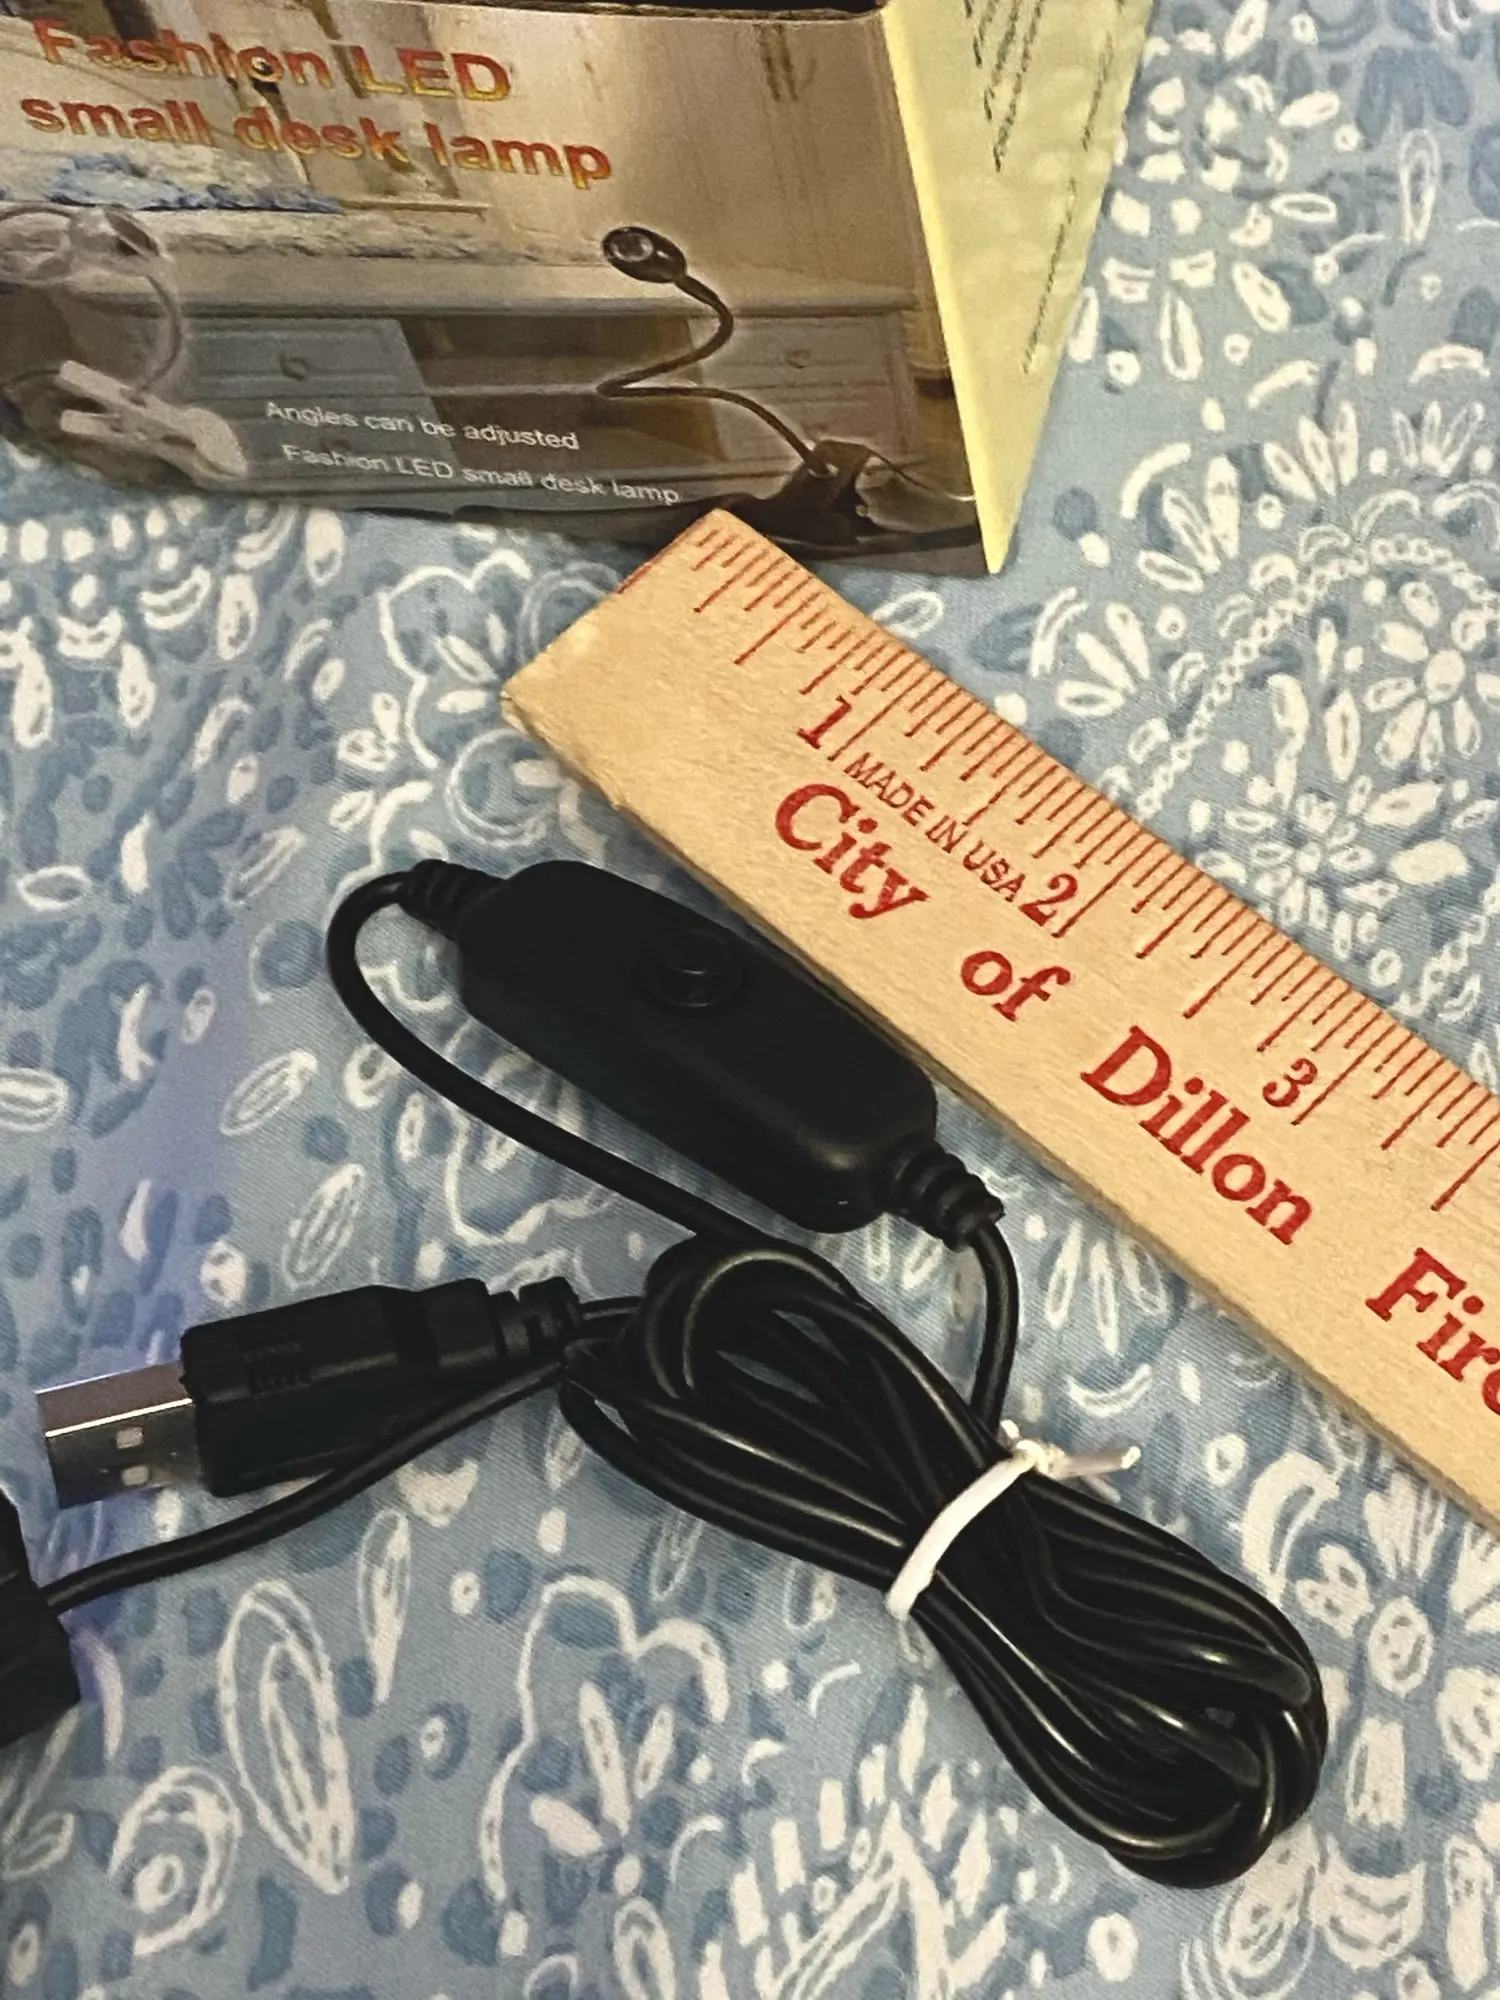 Fashion LED
small desk lamp
Angles can be adjusted
Fashion LED small desk lamp
1 2 3
MADE IN USA
City of Dillon Fire